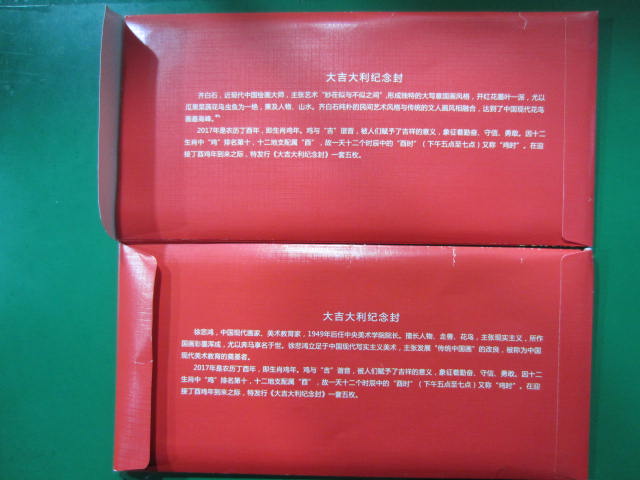 大吉大利纪念封
齐白石，近现代中国绘画大师，主张艺术“妙在似与不似之间”，形成独特的大写意国画风格，开红花墨叶一派，尤以
瓜果菜蔬花鸟虫鱼为一绝，兼及人物、山水。齐白石纯朴的民间艺术风格与传统的文人画风相融合，达到了中国现代花鸟
画最高峰。
2017年是农历丁酉年，即生肖鸡年。鸡与“吉”谐音，被人们赋予了吉祥的意义，象征着勤奋、守信、勇敢。因十二
生肖中“鸡”排名第十，十二地支配属“酉”，故一天十二个时辰中的“酉时”（下午五点至七点）又称“鸡时”。在迎
接丁酉鸡年到来之际，特发行《大吉大利纪念封》一套五枚。
大吉大利纪念封
徐悲鸿，中国现代画家、美术教育家，1949年后任中央美术学院院长。擅长人物、走兽、花鸟，主张现实主义，所作
国画彩墨浑成，尤以奔马享名于世。徐悲鸿立足于中国现代写实主义美术，主张发展“传统中国画”的改良，被称为中国
现代美术教育的奠基者。
2017年是农历丁酉年，即生肖鸡年。鸡与“吉”谐音，被人们赋予了吉祥的意义，象征着勤奋、守信、勇敢。因十二
生肖中“鸡”排名第十，十二地支配属“酉”，故一天十二个时辰中的“酉时”（下午五点至七点）又称“鸡时”。在迎
接丁酉鸡年到来之际，特发行《大吉大利纪念封》一套五枚。